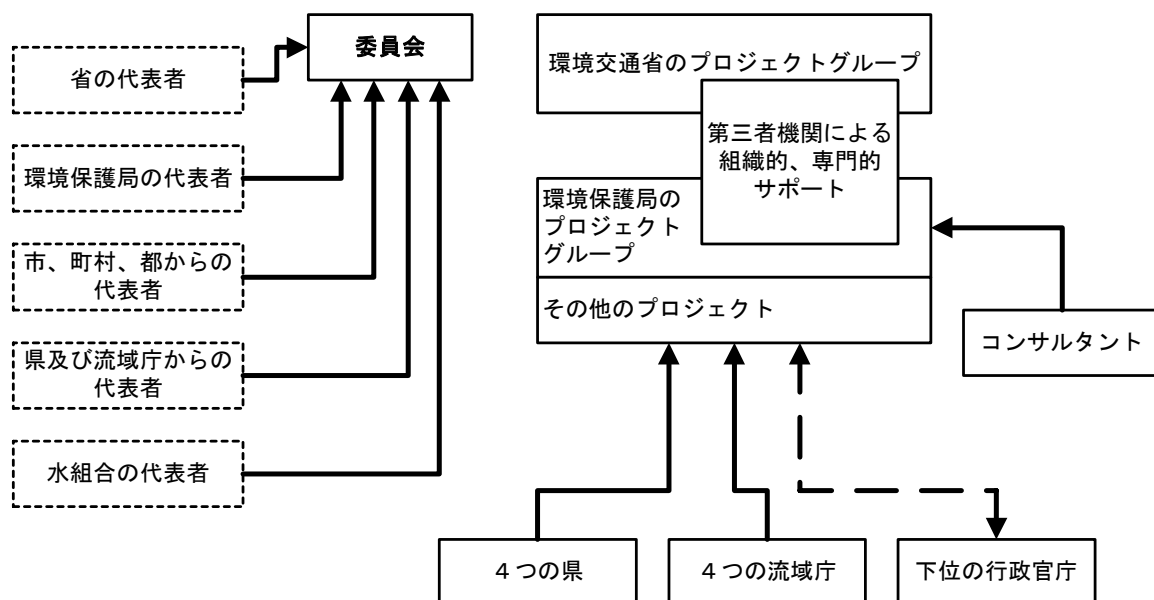 委員会
省の代表者
環境保護局の代表者
市、町村、都からの
代表者
県及び流域庁からの
代表者
水組合の代表者
環境交通省のプロジェクトグループ
第三者機関による
組織的、専門的
サポート
環境保護局の
プロジェクト
グループ
その他のプロジェクト
コンサルタント
４つの県
４つの流域庁
下位の行政官庁